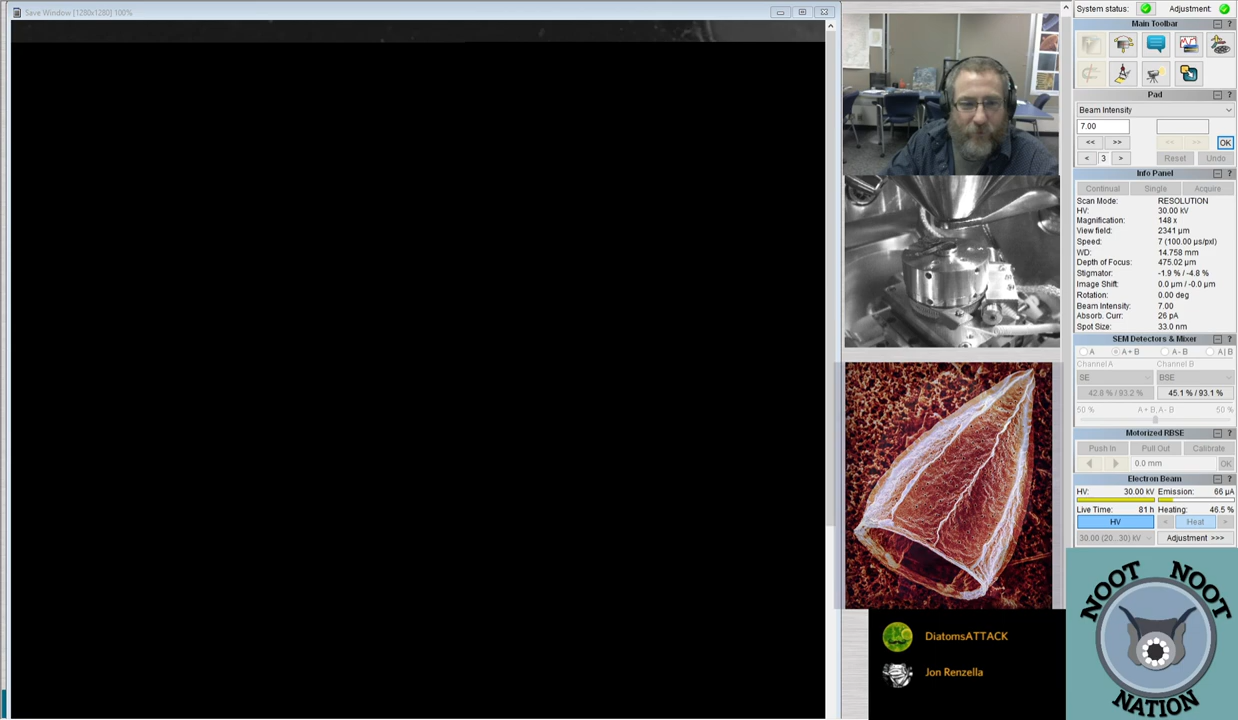 Save Window [1280x1280] 100%
System status: Adjustment:
Main Toolbar
Pad
Beam Intensity
7.00
<< >> << >> OK
< 3 > Reset Undo
Info Panel
Continual Single Acquire
Scan Mode: RESOLUTION
HV: 30.00 kV
Magnification: 148 x
View field: 2341 µm
Speed: 7 (100.00 µs/pxl)
WD: 14.758 mm
Depth of Focus: 475.02 µm
Stigmator: -1.9 % / -4.8 %
Image Shift: 0.0 µm / -0.0 µm
Rotation: 0.00 deg
Beam Intensity: 7.00
Absorb. Curr: 26 pA
Spot Size: 33.0 nm
SEM Detectors & Mixer
A A + B A - B A | B
Channel A Channel B
SE BSE
42.8 % / 93.2 % 45.1 % / 93.1 %
50 % A + B, A - B 50 %
Motorized RBSE
Push In Pull Out Calibrate
0.0 mm OK
Electron Beam
HV: 30.00 kV Emission: 66 µA
Live Time: 81 h Heating: 46.5 %
HV < Heat >
30.00 (20...30) kV Adjustment >>>
DiatomsATTACK
Jon Renzella
NOOT NOOT
NATION